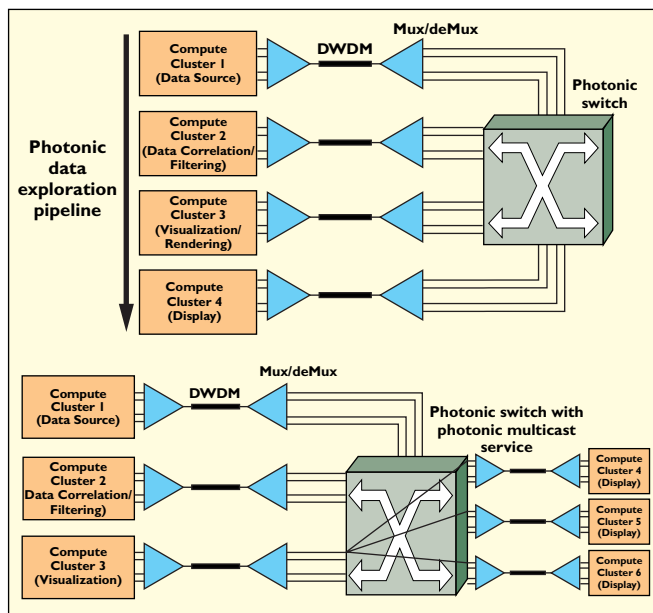 Compute
Cluster 1
(Data Source)
DWDM
Mux/deMux
Photonic
switch
Compute
Cluster 2
(Data Correlation/
Filtering)
Photonic
data
exploration
pipeline
Compute
Cluster 3
(Visualization/
Rendering)
Compute
Cluster 4
(Display)
Compute
Cluster 1
(Data Source)
DWDM
Mux/deMux
Photonic switch with
photonic multicast
service
Compute
Cluster 2
Data Correlation/
Filtering)
Compute
Cluster 3
(Visualization)
Compute
Cluster 4
(Display)
Compute
Cluster 5
(Display)
Compute
Cluster 6
(Display)